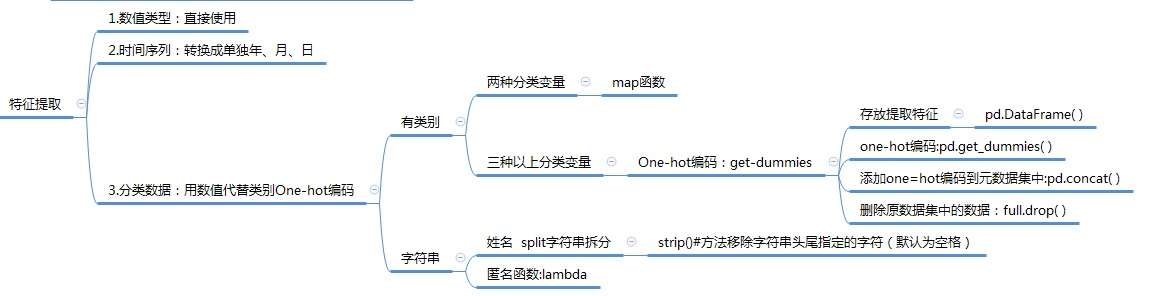 1.数值类型：直接使用
2.时间序列：转换成单独年、月、日
特征提取
3.分类数据：用数值代替类别One-hot编码
有类别
两种分类变量
map函数
三种以上分类变量
One-hot编码：get-dummies
存放提取特征
pd.DataFrame( )
one-hot编码:pd.get_dummies( )
添加one=hot编码到元数据集中:pd.concat( )
删除原数据集中的数据：full.drop( )
字符串
姓名  split字符串拆分
strip()#方法移除字符串头尾指定的字符（默认为空格）
匿名函数:lambda